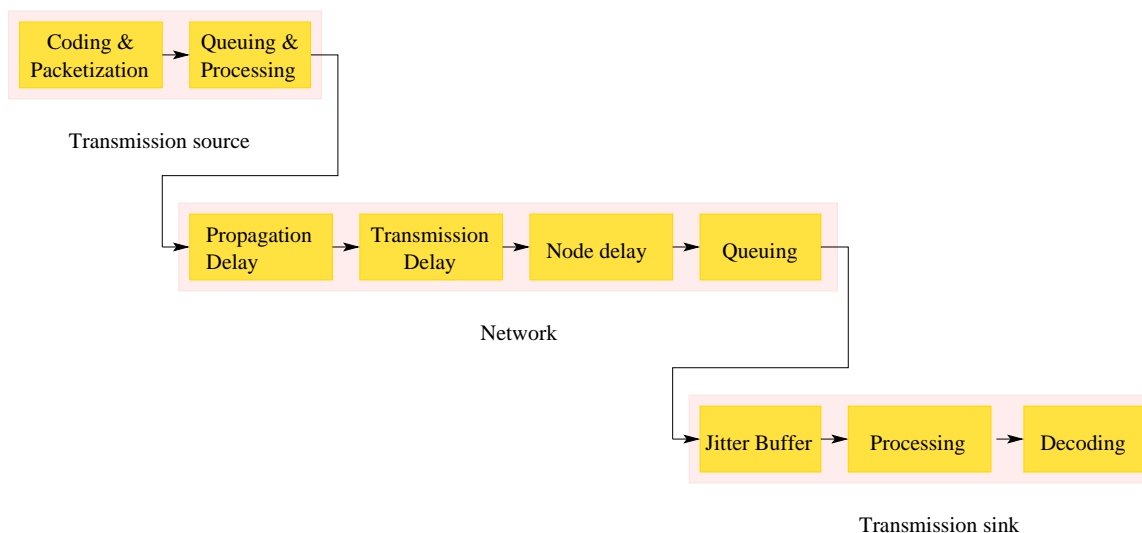 Coding &
Packetization
Queuing &
Processing
Transmission source
Propagation
Delay
Transmission
Delay
Node delay
Queuing
Network
Jitter Buffer
Processing
Decoding
Transmission sink